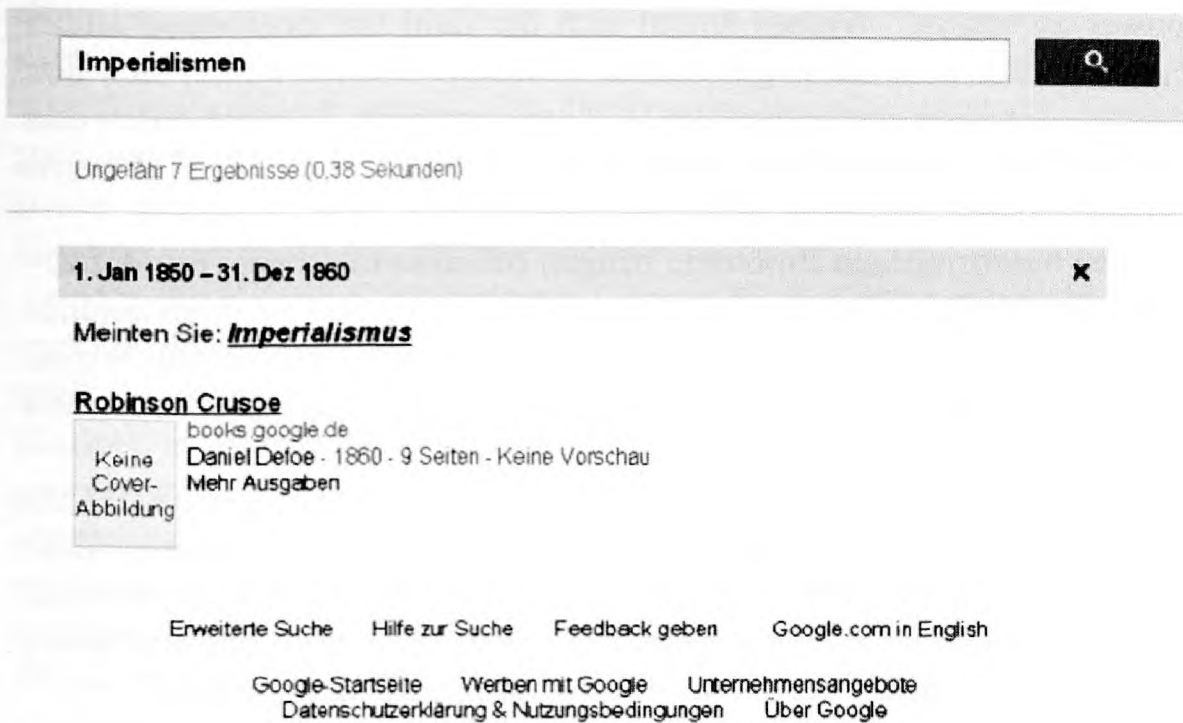 Imperialismen
Ungefähr 7 Ergebnisse (0,38 Sekunden)
1. Jan 1850 – 31. Dez 1860
Meinten Sie: Imperialismus
Robinson Crusoe
books.google.de
Daniel Defoe - 1860 - 9 Seiten - Keine Vorschau
Mehr Ausgaben
Keine
Cover-
Abbildung
Erweiterte Suche Hilfe zur Suche Feedback geben Google.com in English
Google-Startseite Werben mit Google Unternehmensangebote
Datenschutzerklärung & Nutzungsbedingungen Über Google